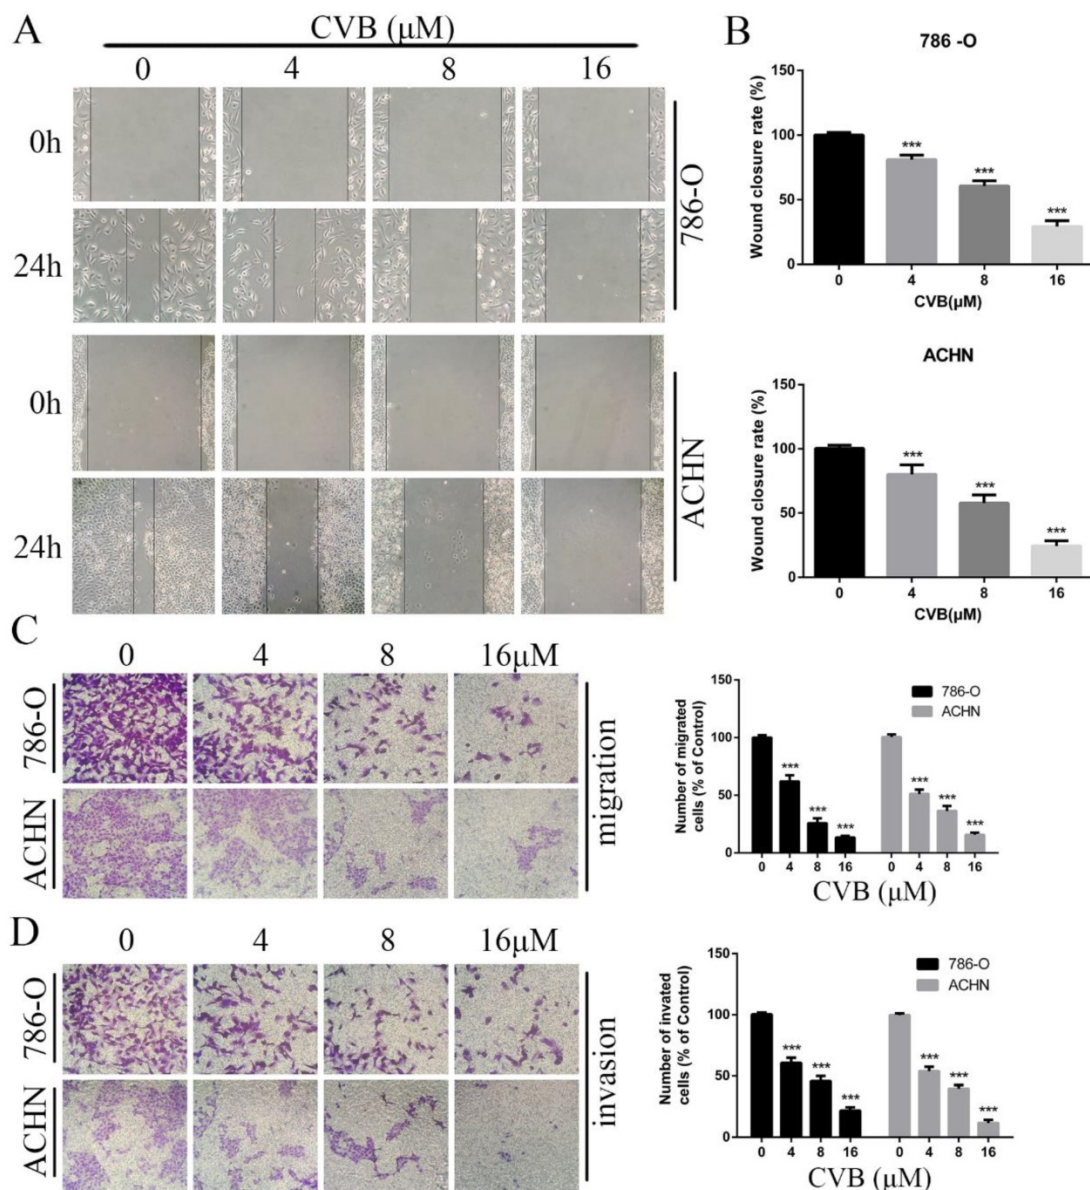 A
CVB (μM)
0 4 8 16
0h
24h
786-O
0h
24h
ACHN
B
786 -O
Wound closure rate (%)
150
100
50
0
***
***
***
0 4 8 16
CVB(μM)
ACHN
Wound closure rate (%)
150
100
50
0
***
***
***
0 4 8 16
CVB(μM)
C
0 4 8 16μM
786-O
ACHN
migration
Number of migrated
cells (% of Control)
150
100
50
0
786-O
ACHN
***
***
***
***
***
***
0 4 8 16 0 4 8 16
CVB (μM)
D
0 4 8 16μM
786-O
ACHN
invasion
Number of invated
cells (% of Control)
150
100
50
0
786-O
ACHN
***
***
***
***
***
***
0 4 8 16 0 4 8 16
CVB (μM)